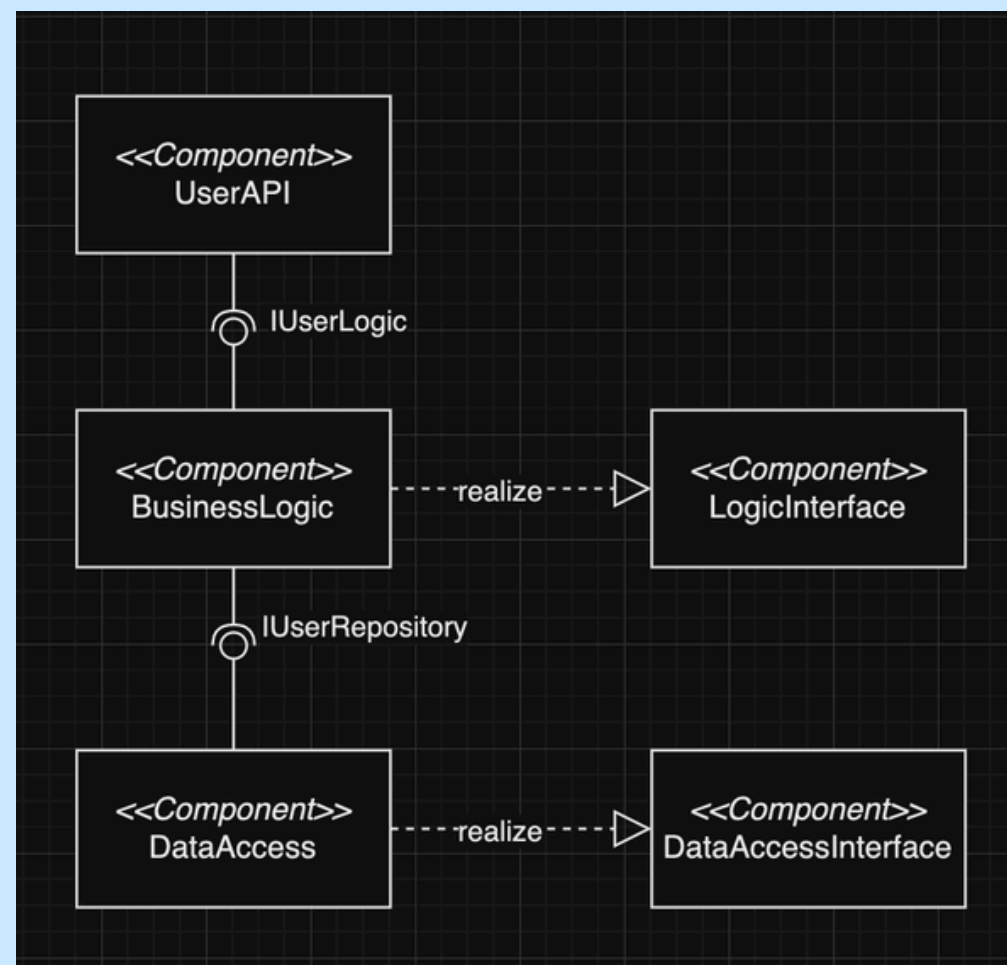 <<Component>>
UserAPI
IUserLogic
<<Component>>
BusinessLogic
realize
<<Component>>
LogicInterface
IUserRepository
<<Component>>
DataAccess
realize
<<Component>>
DataAccessInterface